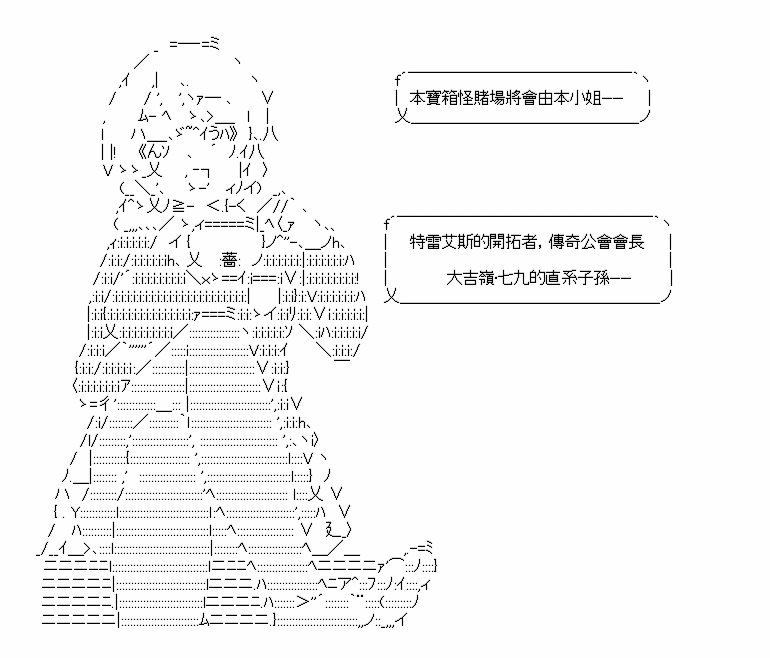 本寶箱怪賭場將會由本小姐——
特雷艾斯的開拓者，傳奇公會會長
大吉嶺·七九的直系子孫——